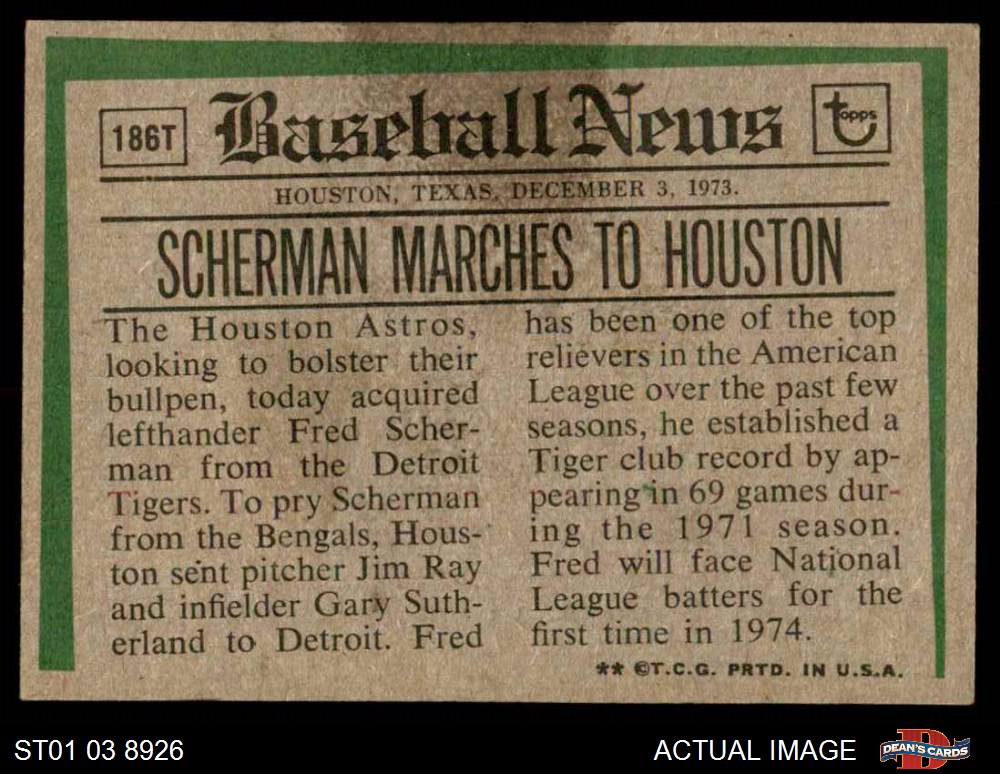 186T
Baseball News
topps
HOUSTON, TEXAS, DECEMBER 3, 1973.
SCHERMAN MARCHES TO HOUSTON
The Houston Astros,
looking to bolster their
bullpen, today acquired
lefthander Fred Scher-
man from the Detroit
Tigers. To pry Scherman
from the Bengals, Hous-
ton sent pitcher Jim Ray
and infielder Gary Suth-
erland to Detroit. Fred
has been one of the top
relievers in the American
League over the past few
seasons, he established a
Tiger club record by ap-
pearing in 69 games dur-
ing the 1971 season.
Fred will face National
League batters for the
first time in 1974.
** ©T.C.G. PRTD. IN U.S.A.
ST01 03 8926
ACTUAL IMAGE
DEAN'S CARDS